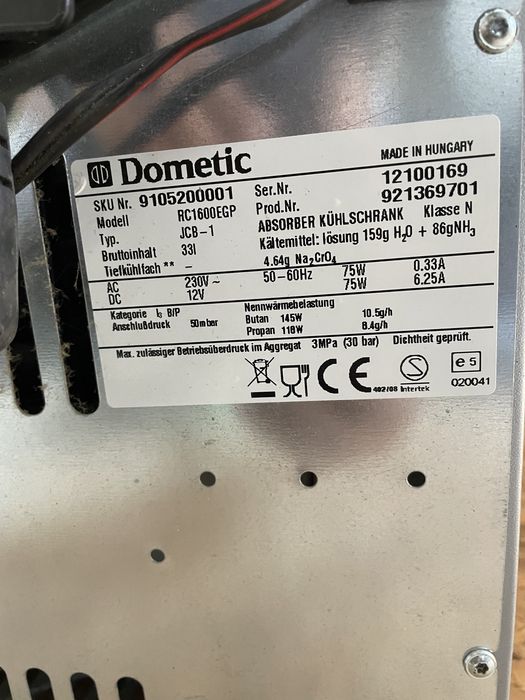 Dometic
MADE IN HUNGARY
SKU Nr. 9105200001 Ser.Nr. 12100169
Modell RC1600EGP Prod.Nr. 921369701
Typ. JCB-1 ABSORBER KÜHLSCHRANK Klasse N
Bruttoinhalt 33l Kältemittel: lösung 159g H₂O + 86gNH₃
Tiefkühlfach ** – 4.64g Na₂CrO₄
AC 230V~ 50-60Hz 75W 0.33A
DC 12V 75W 6.25A
Kategorie I₃ B/P Nennwärmebelastung
Anschlußdruck 50mbar Butan 145W 10.5g/h
Propan 118W 8.4g/h
Max. zulässiger Betriebsüberdruck im Aggregat 3MPa (30 bar) Dichtheit geprüft.
CE S e5
402/08 Intertek 020041